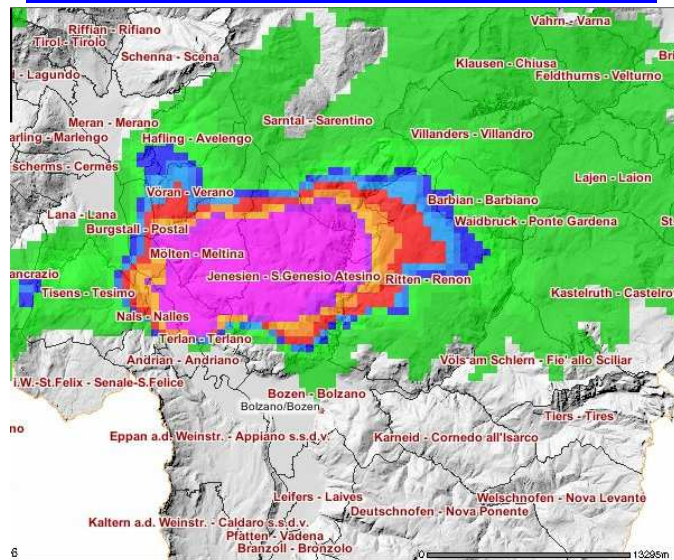 Vahrn - Varna
Riffian - Rifiano
Tirol - Tirolo
Schenna - Scena
Klausen - Chiusa
Bri
- Lagundo
Feldthurns - Velturno
Meran - Merano
Sarntal - Sarentino
arling - Marlengo
Hafling - Avelengo
Villanders - Villandro
scherms - Cermes
Lajen - Laion
Vöran - Verano
Barbian - Barbiano
Lana - Lana
Waidbruck - Ponte Gardena
St
Burgstall - Postal
Mölten - Meltina
ancrazio
Jenesien - S.Genesio Atesino
Ritten - Renon
Tisens - Tesimo
Kastelruth - Castelro
Nals - Nalles
Terlan - Terlano
Andrian - Andriano
Völs am Schlern - Fie' allo Sciliar
i.W.-St.Felix - Senale-S.Felice
Bozen - Bolzano
Bolzano/Bozen
Tiers - Tires
no
Eppan a.d. Weinstr. - Appiano s.s.d.v.
Karneid - Cornedo all'Isarco
Leifers - Laives
Welschnofen - Nova Levante
Deutschnofen - Nova Ponente
Kaltern a.d. Weinstr. - Caldaro s.s.d.v.
Pfatten - Vadena
Branzoll - Bronzolo
6
0
13295m